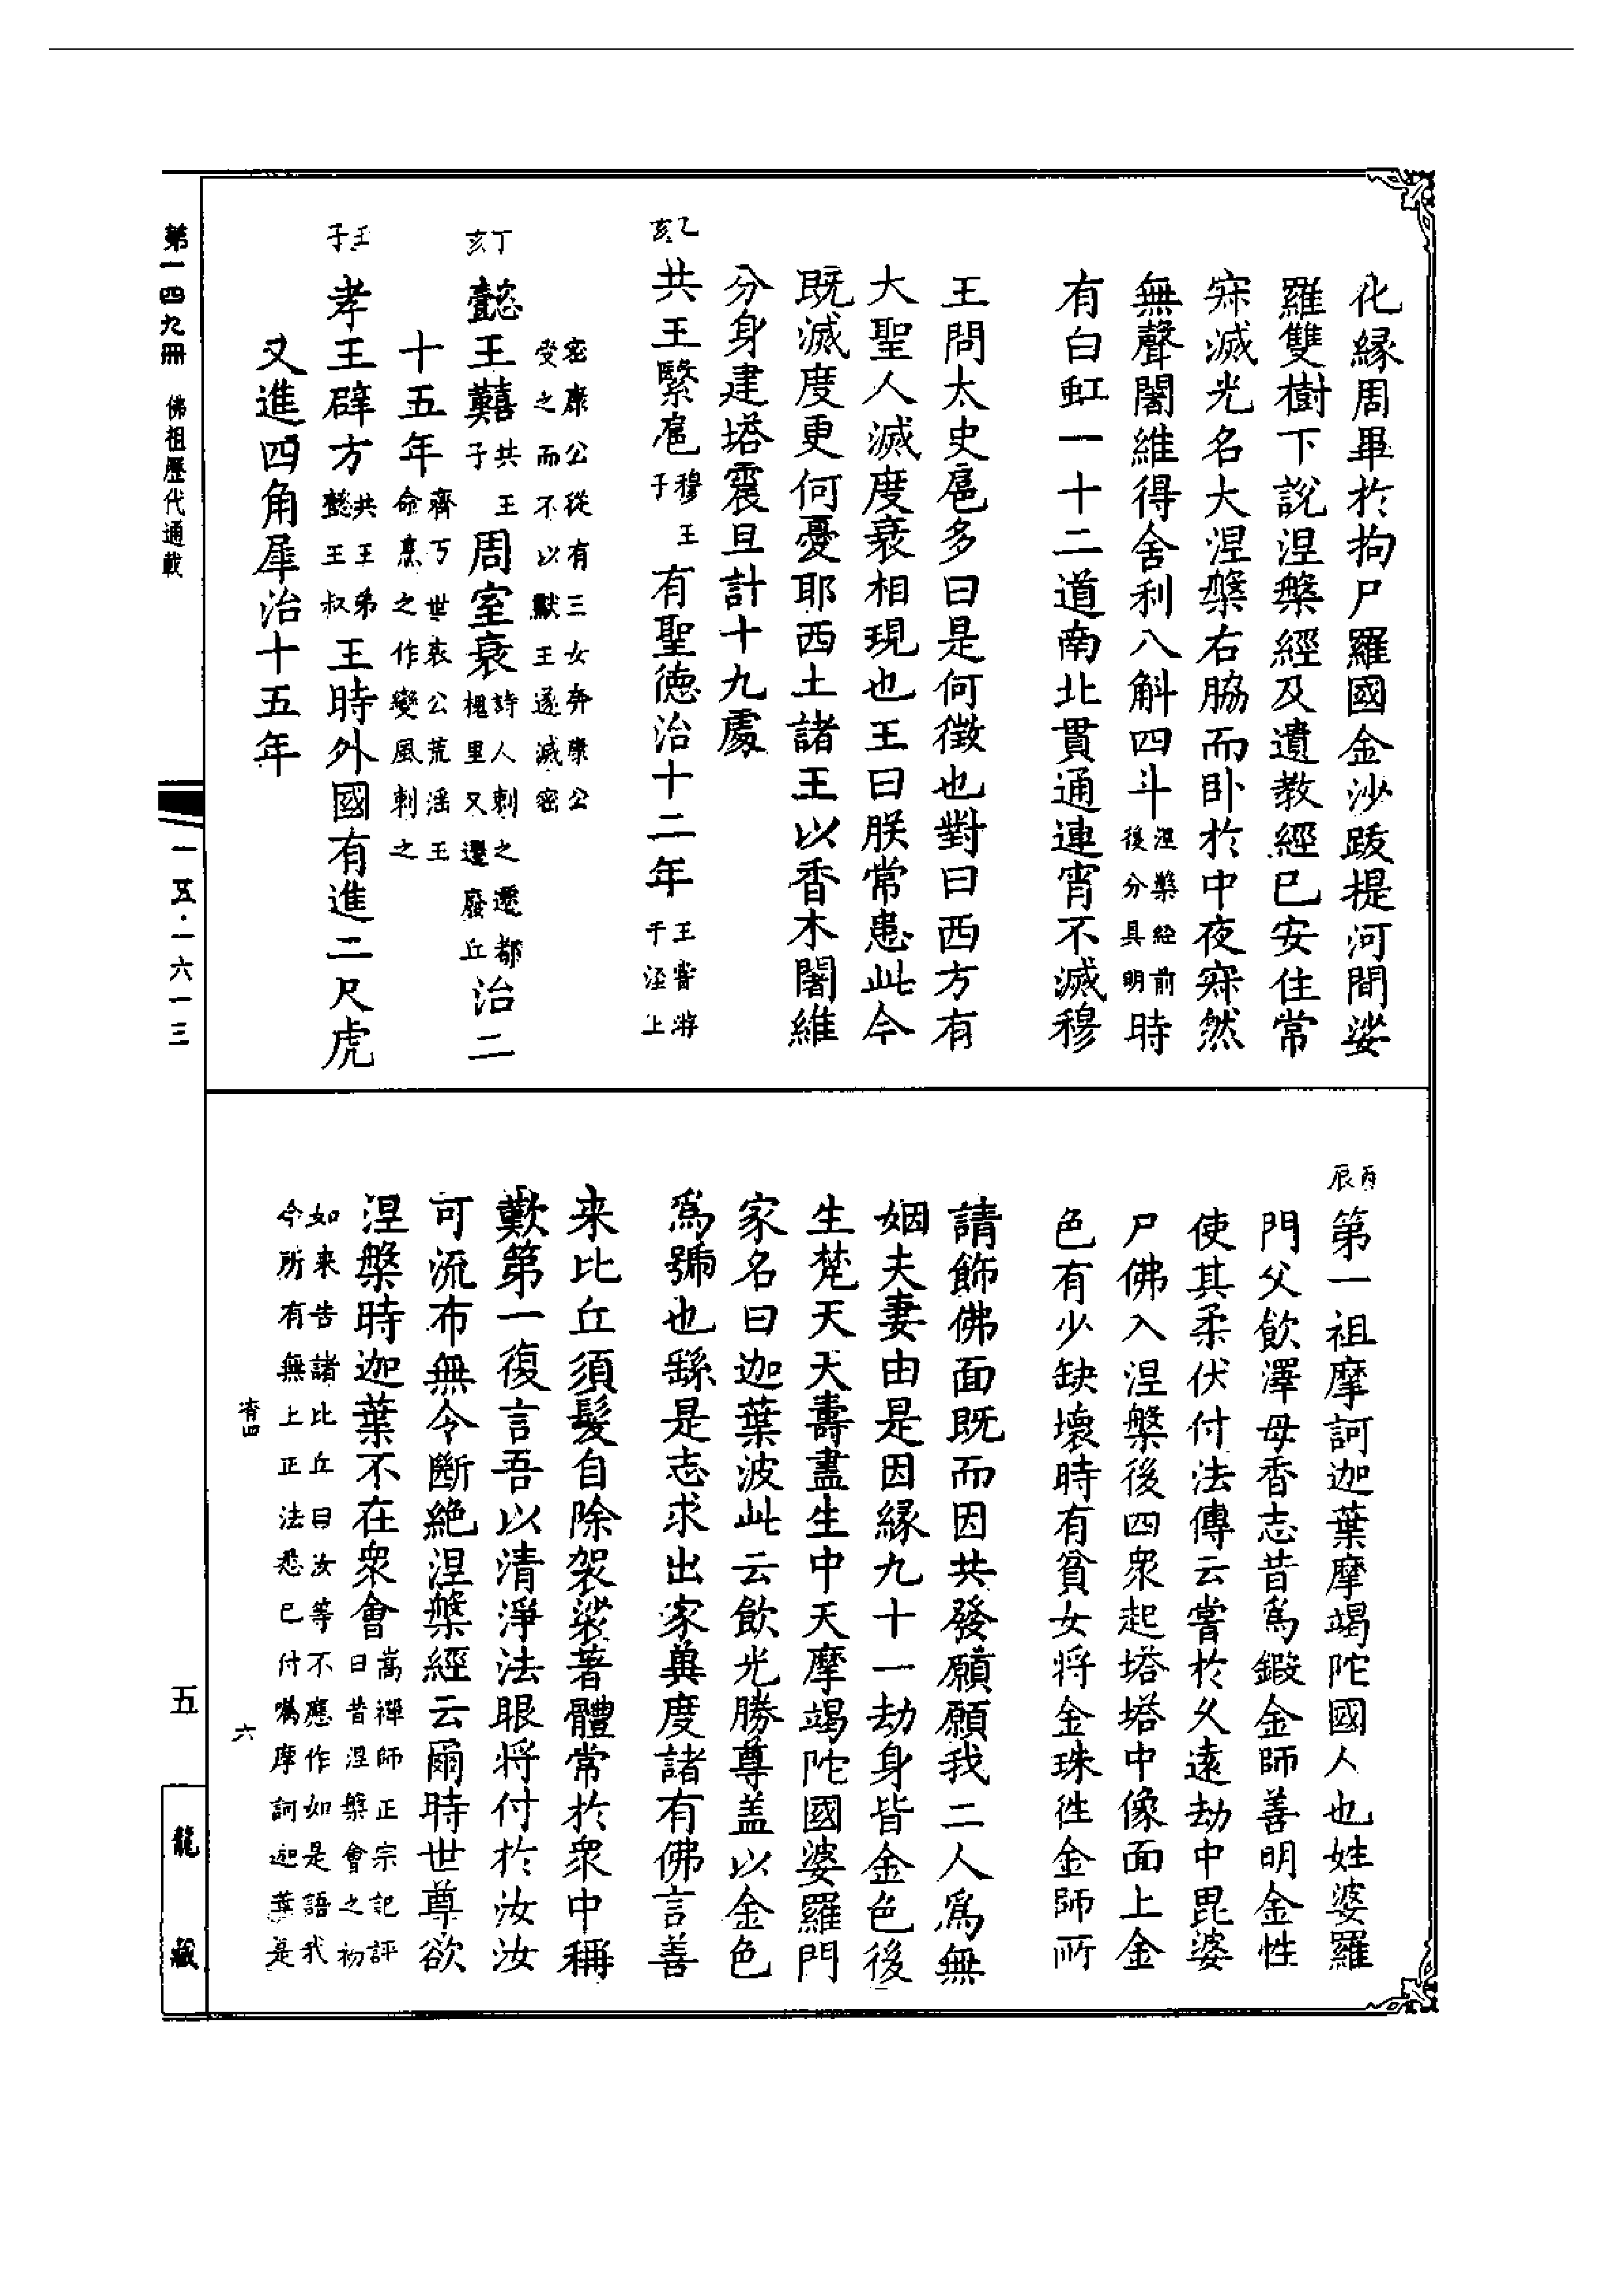 化緣周畢於拘尸羅國金沙䟦提河間娑
羅雙樹下說涅槃經及遺教經已安住常
寂滅光名大涅槃右脇而卧於中夜寂然
無聲闍維得舍利八斛四斗涅槃經前後分具明時
有白虹一十二道南北貫通連宵不滅穆
王問太史扈多曰是何徵也對曰西方有
大聖人滅度衰相現也王曰朕常患此今
既滅度更何憂耶西土諸王以香木闍維
分身建塔震旦計十九處
乙亥
共王繄扈穆王子有聖德治十二年王甞游于涇上
密康公從有三女奔康公受之而不以獻王遂滅密
丁亥
懿王囏共王子周室衰詩人刺之遷都槐里又遷廢丘治二
十五年齊丂世哀公荒滛王命烹之作變風刺之
壬子
孝王辟方共王弟懿王叔王時外國有進二尺虎
又進四角犀治十五年
第一四九冊 佛祖歷代通載
一五·一六一三
丙辰
第一祖摩訶迦葉摩竭陀國人也姓婆羅
門父飲澤母香志昔爲鍛金師善明金性
使其柔伏付法傳云嘗於久遠劫中毘婆
尸佛入涅槃後四衆起塔塔中像面上金
色有少缺壞時有貧女將金珠徃金師所
請飾佛面既而因共發願願我二人爲無
姻夫妻由是因緣九十一劫身皆金色後
生梵天天壽盡生中天摩竭陀國婆羅門
家名曰迦葉波此云飲光勝尊盖以金色
爲號也繇是志求出家兾度諸有佛言善
来比丘須髮自除袈裟著體常於衆中稱
歎第一復言吾以清淨法眼將付於汝汝
可流布無令斷絕涅槃經云爾時世尊欲
涅槃時迦葉不在衆會嵩禪師正宗記評曰昔涅槃會之初
如来告諸比丘曰汝等不應作如是語我今所有無上正法悉已付囑摩訶迦葉是
六
五
龍藏